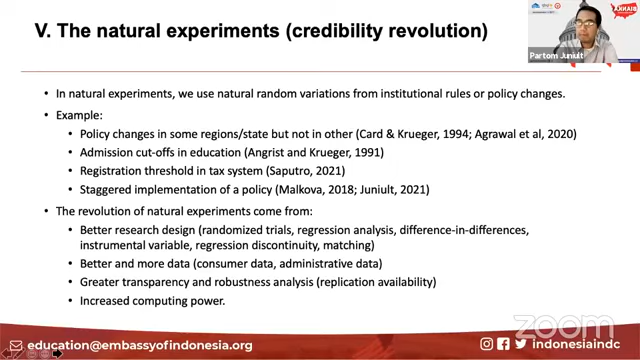 V. The natural experiments (credibility revolution)
Partom Juniult
• In natural experiments, we use natural random variations from institutional rules or policy changes.
• Example:
• Policy changes in some regions/state but not in other (Card & Krueger, 1994; Agrawal et al, 2020)
• Admission cut-offs in education (Angrist and Krueger, 1991)
• Registration threshold in tax system (Saputro, 2021)
• Staggered implementation of a policy (Malkova, 2018; Juniult, 2021)
• The revolution of natural experiments come from:
• Better research design (randomized trials, regression analysis, difference-in-differences,
instrumental variable, regression discontinuity, matching)
• Better and more data (consumer data, administrative data)
• Greater transparency and robustness analysis (replication availability)
• Increased computing power.
zoom
education@embassyofindonesia.org
indonesiaindc